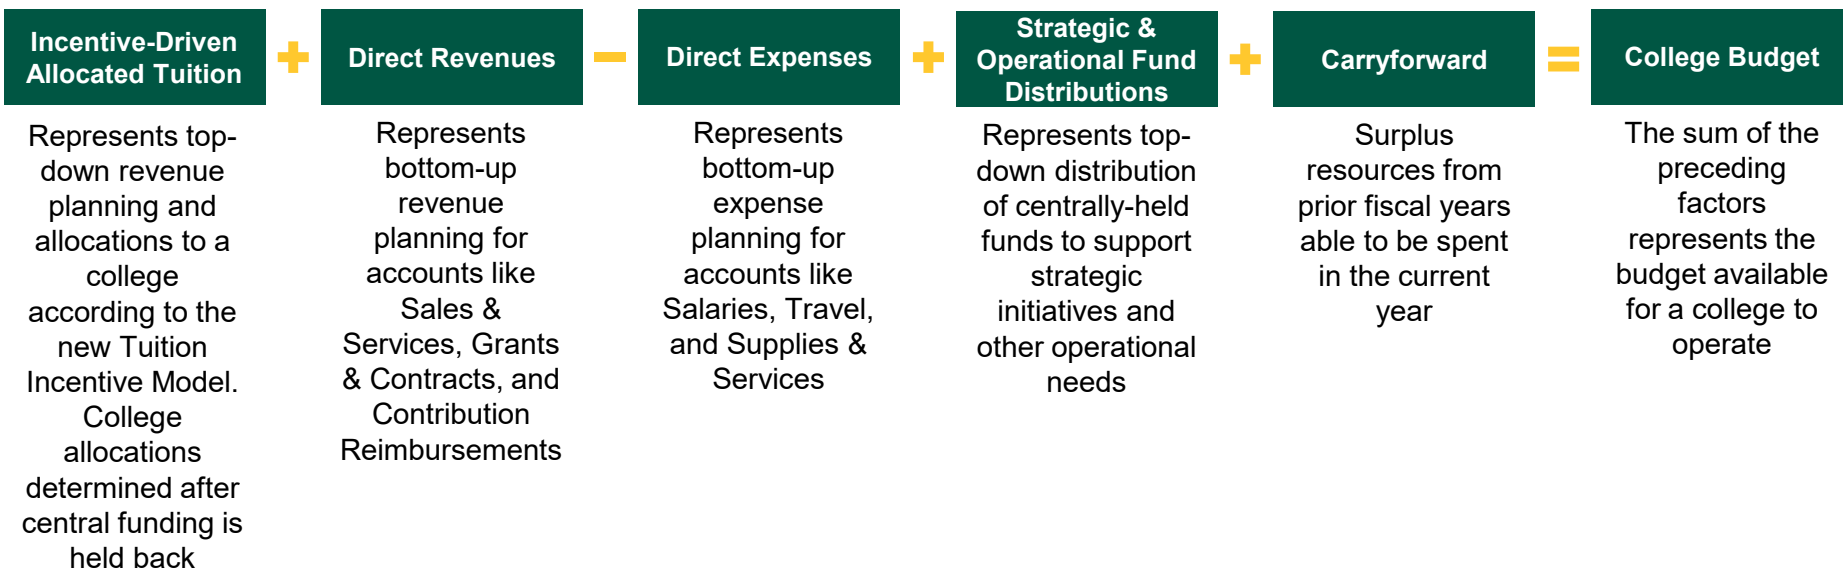 Incentive-Driven
Allocated Tuition
Represents top-
down revenue
planning and
allocations to a
college
according to the
new Tuition
Incentive Model.
College
allocations
determined after
central funding is
held back
+
Direct Revenues
Represents
bottom-up
revenue
planning for
accounts like
Sales &
Services, Grants
& Contracts, and
Contribution
Reimbursements
−
Direct Expenses
Represents
bottom-up
expense
planning for
accounts like
Salaries, Travel,
and Supplies &
Services
+
Strategic &
Operational Fund
Distributions
Represents top-
down distribution
of centrally-held
funds to support
strategic
initiatives and
other operational
needs
+
Carryforward
Surplus
resources from
prior fiscal years
able to be spent
in the current
year
=
College Budget
The sum of the
preceding
factors
represents the
budget available
for a college to
operate